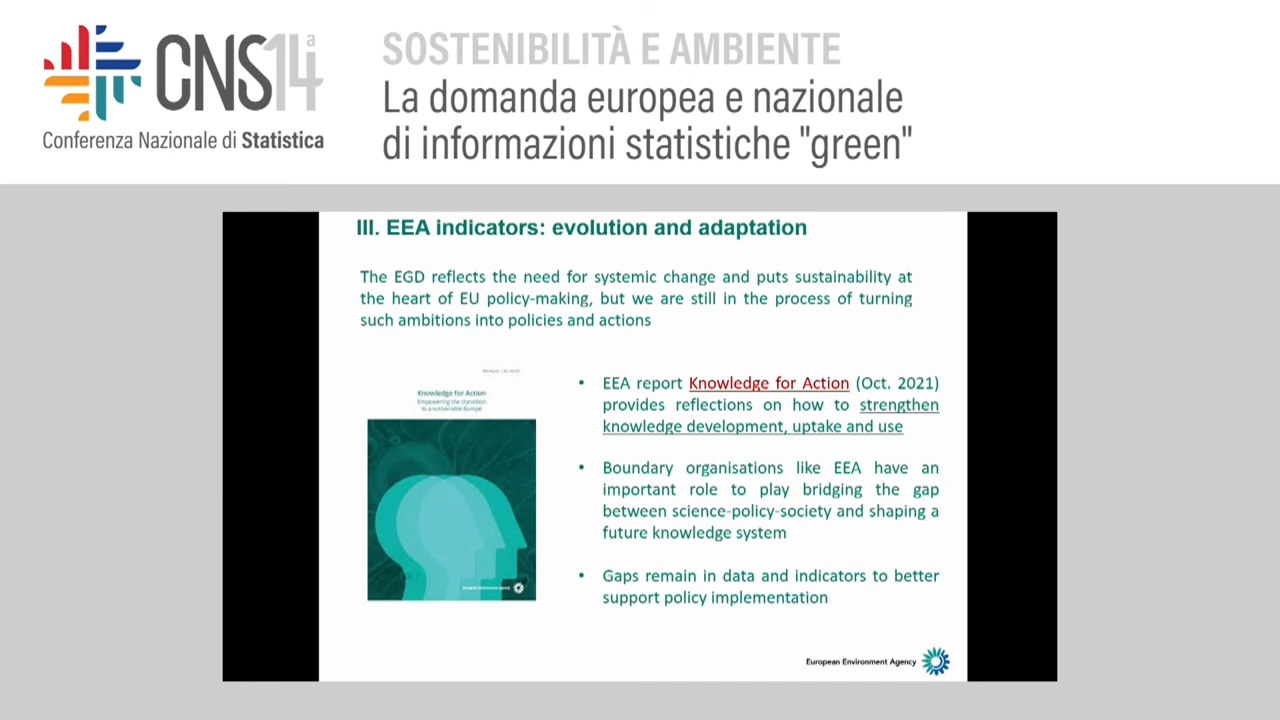 CNS14ª
Conferenza Nazionale di Statistica
SOSTENIBILITÀ E AMBIENTE
La domanda europea e nazionale
di informazioni statistiche "green"
III. EEA indicators: evolution and adaptation
The EGD reflects the need for systemic change and puts sustainability at
the heart of EU policy-making, but we are still in the process of turning
such ambitions into policies and actions
Knowledge for Action
Empowering the transition
to a sustainable Europe
European Environment Agency
• EEA report Knowledge for Action (Oct. 2021)
provides reflections on how to strengthen
knowledge development, uptake and use
• Boundary organisations like EEA have an
important role to play bridging the gap
between science-policy-society and shaping a
future knowledge system
• Gaps remain in data and indicators to better
support policy implementation
European Environment Agency